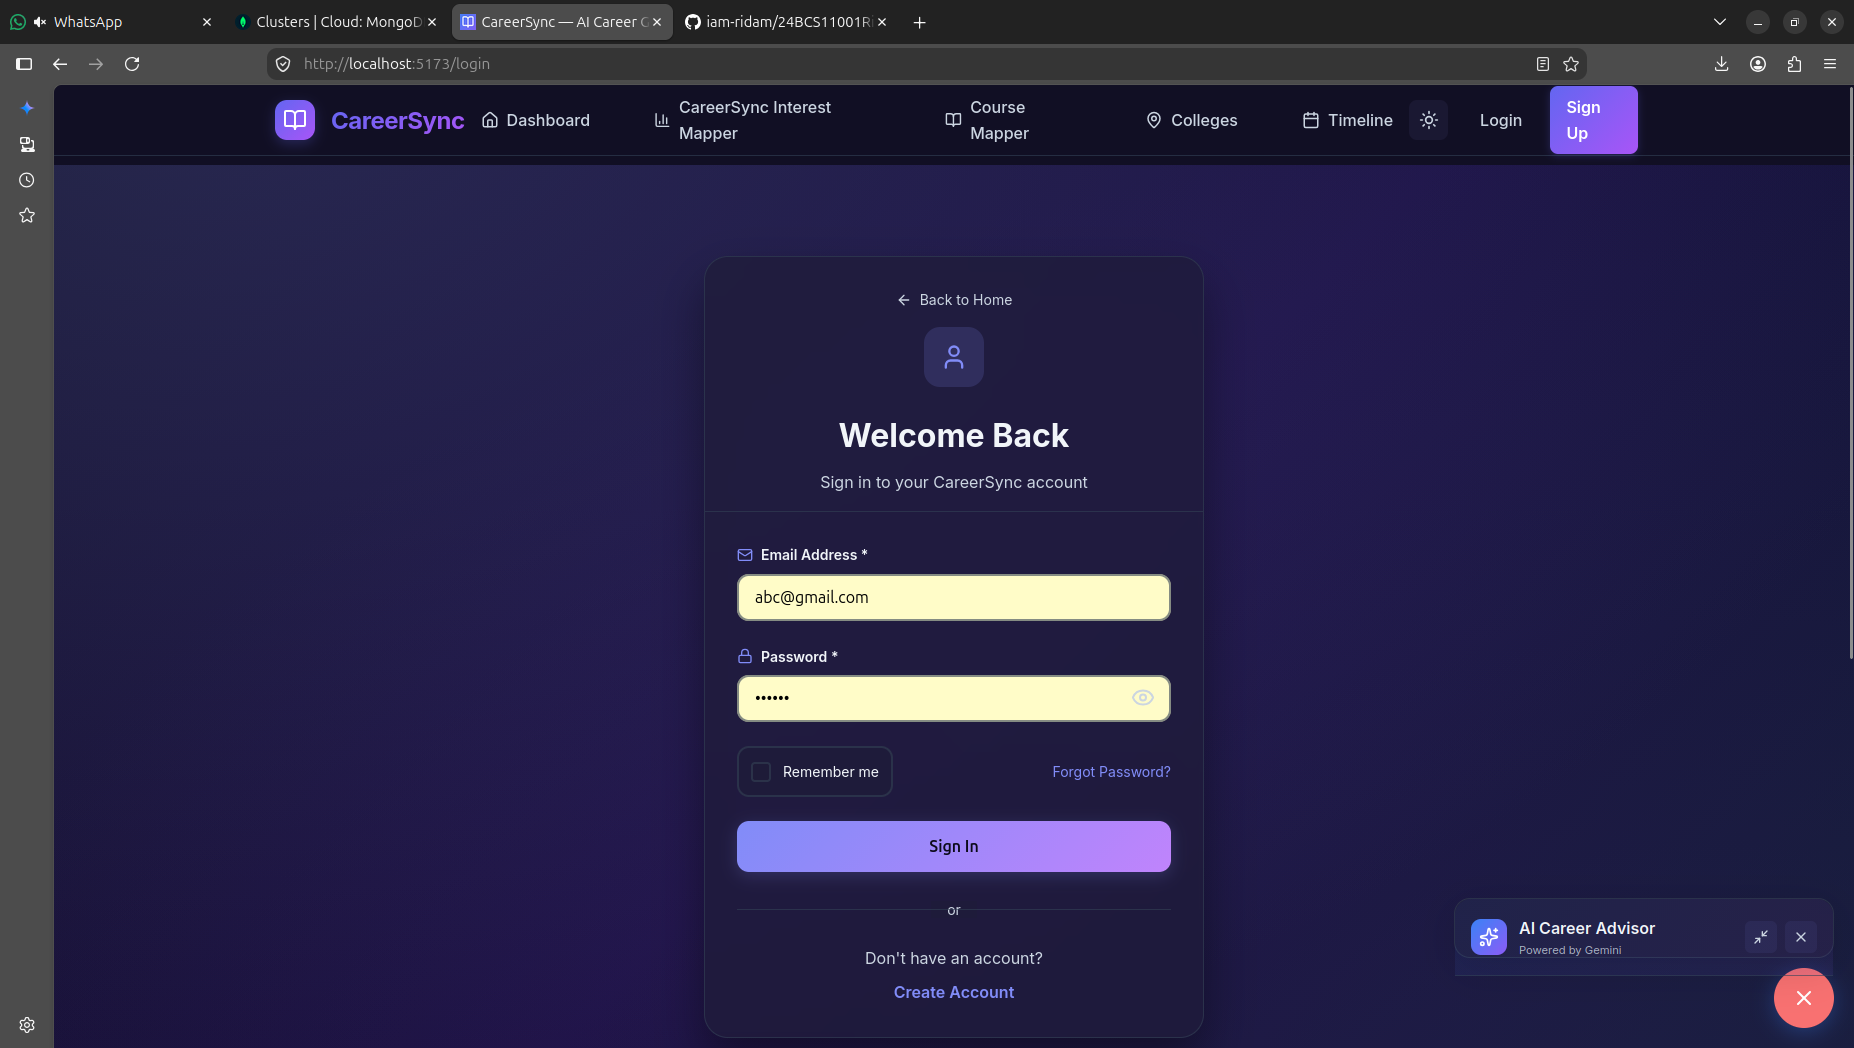 WhatsApp
Clusters | Cloud: MongoD
CareerSync — AI Career G
iam-ridam/24BCS11001Ri
http://localhost:5173/login
CareerSync
Dashboard
CareerSync Interest
Mapper
Course
Mapper
Colleges
Timeline
Login
Sign
Up
Back to Home
Welcome Back
Sign in to your CareerSync account
Email Address *
abc@gmail.com
Password *
••••••
Remember me
Forgot Password?
Sign In
or
Don't have an account?
Create Account
AI Career Advisor
Powered by Gemini